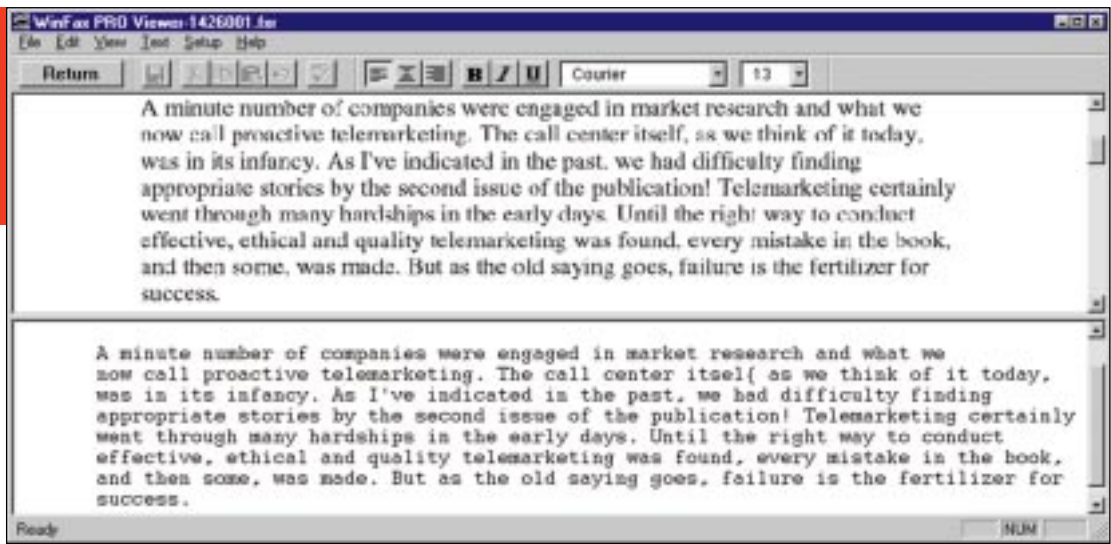 WinFax PRO Viewer-1426001.fxr
File Edit View Text Setup Help
Return B I U Courier 13
A minute number of companies were engaged in market research and what we
now call proactive telemarketing. The call center itself, as we think of it today,
was in its infancy. As I've indicated in the past, we had difficulty finding
appropriate stories by the second issue of the publication! Telemarketing certainly
went through many hardships in the early days. Until the right way to conduct
effective, ethical and quality telemarketing was found, every mistake in the book,
and then some, was made. But as the old saying goes, failure is the fertilizer for
success.
A minute number of companies were engaged in market research and what we
now call proactive telemarketing. The call center itsel{ as we think of it today,
was in its infancy. As I've indicated in the past, we had difficulty finding
appropriate stories by the second issue of the publication! Telemarketing certainly
went through many hardships in the early days. Until the right way to conduct
effective, ethical and quality telemarketing was found, every mistake in the book,
and then some, was made. But as the old saying goes, failure is the fertilizer for
success.
Ready NUM